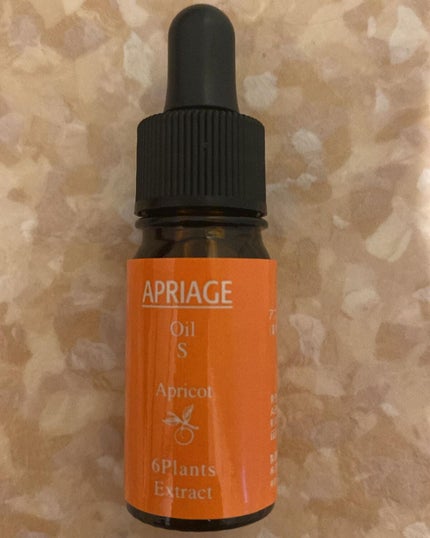 APRIAGE
Oil
S
Apricot
6Plants
Extract